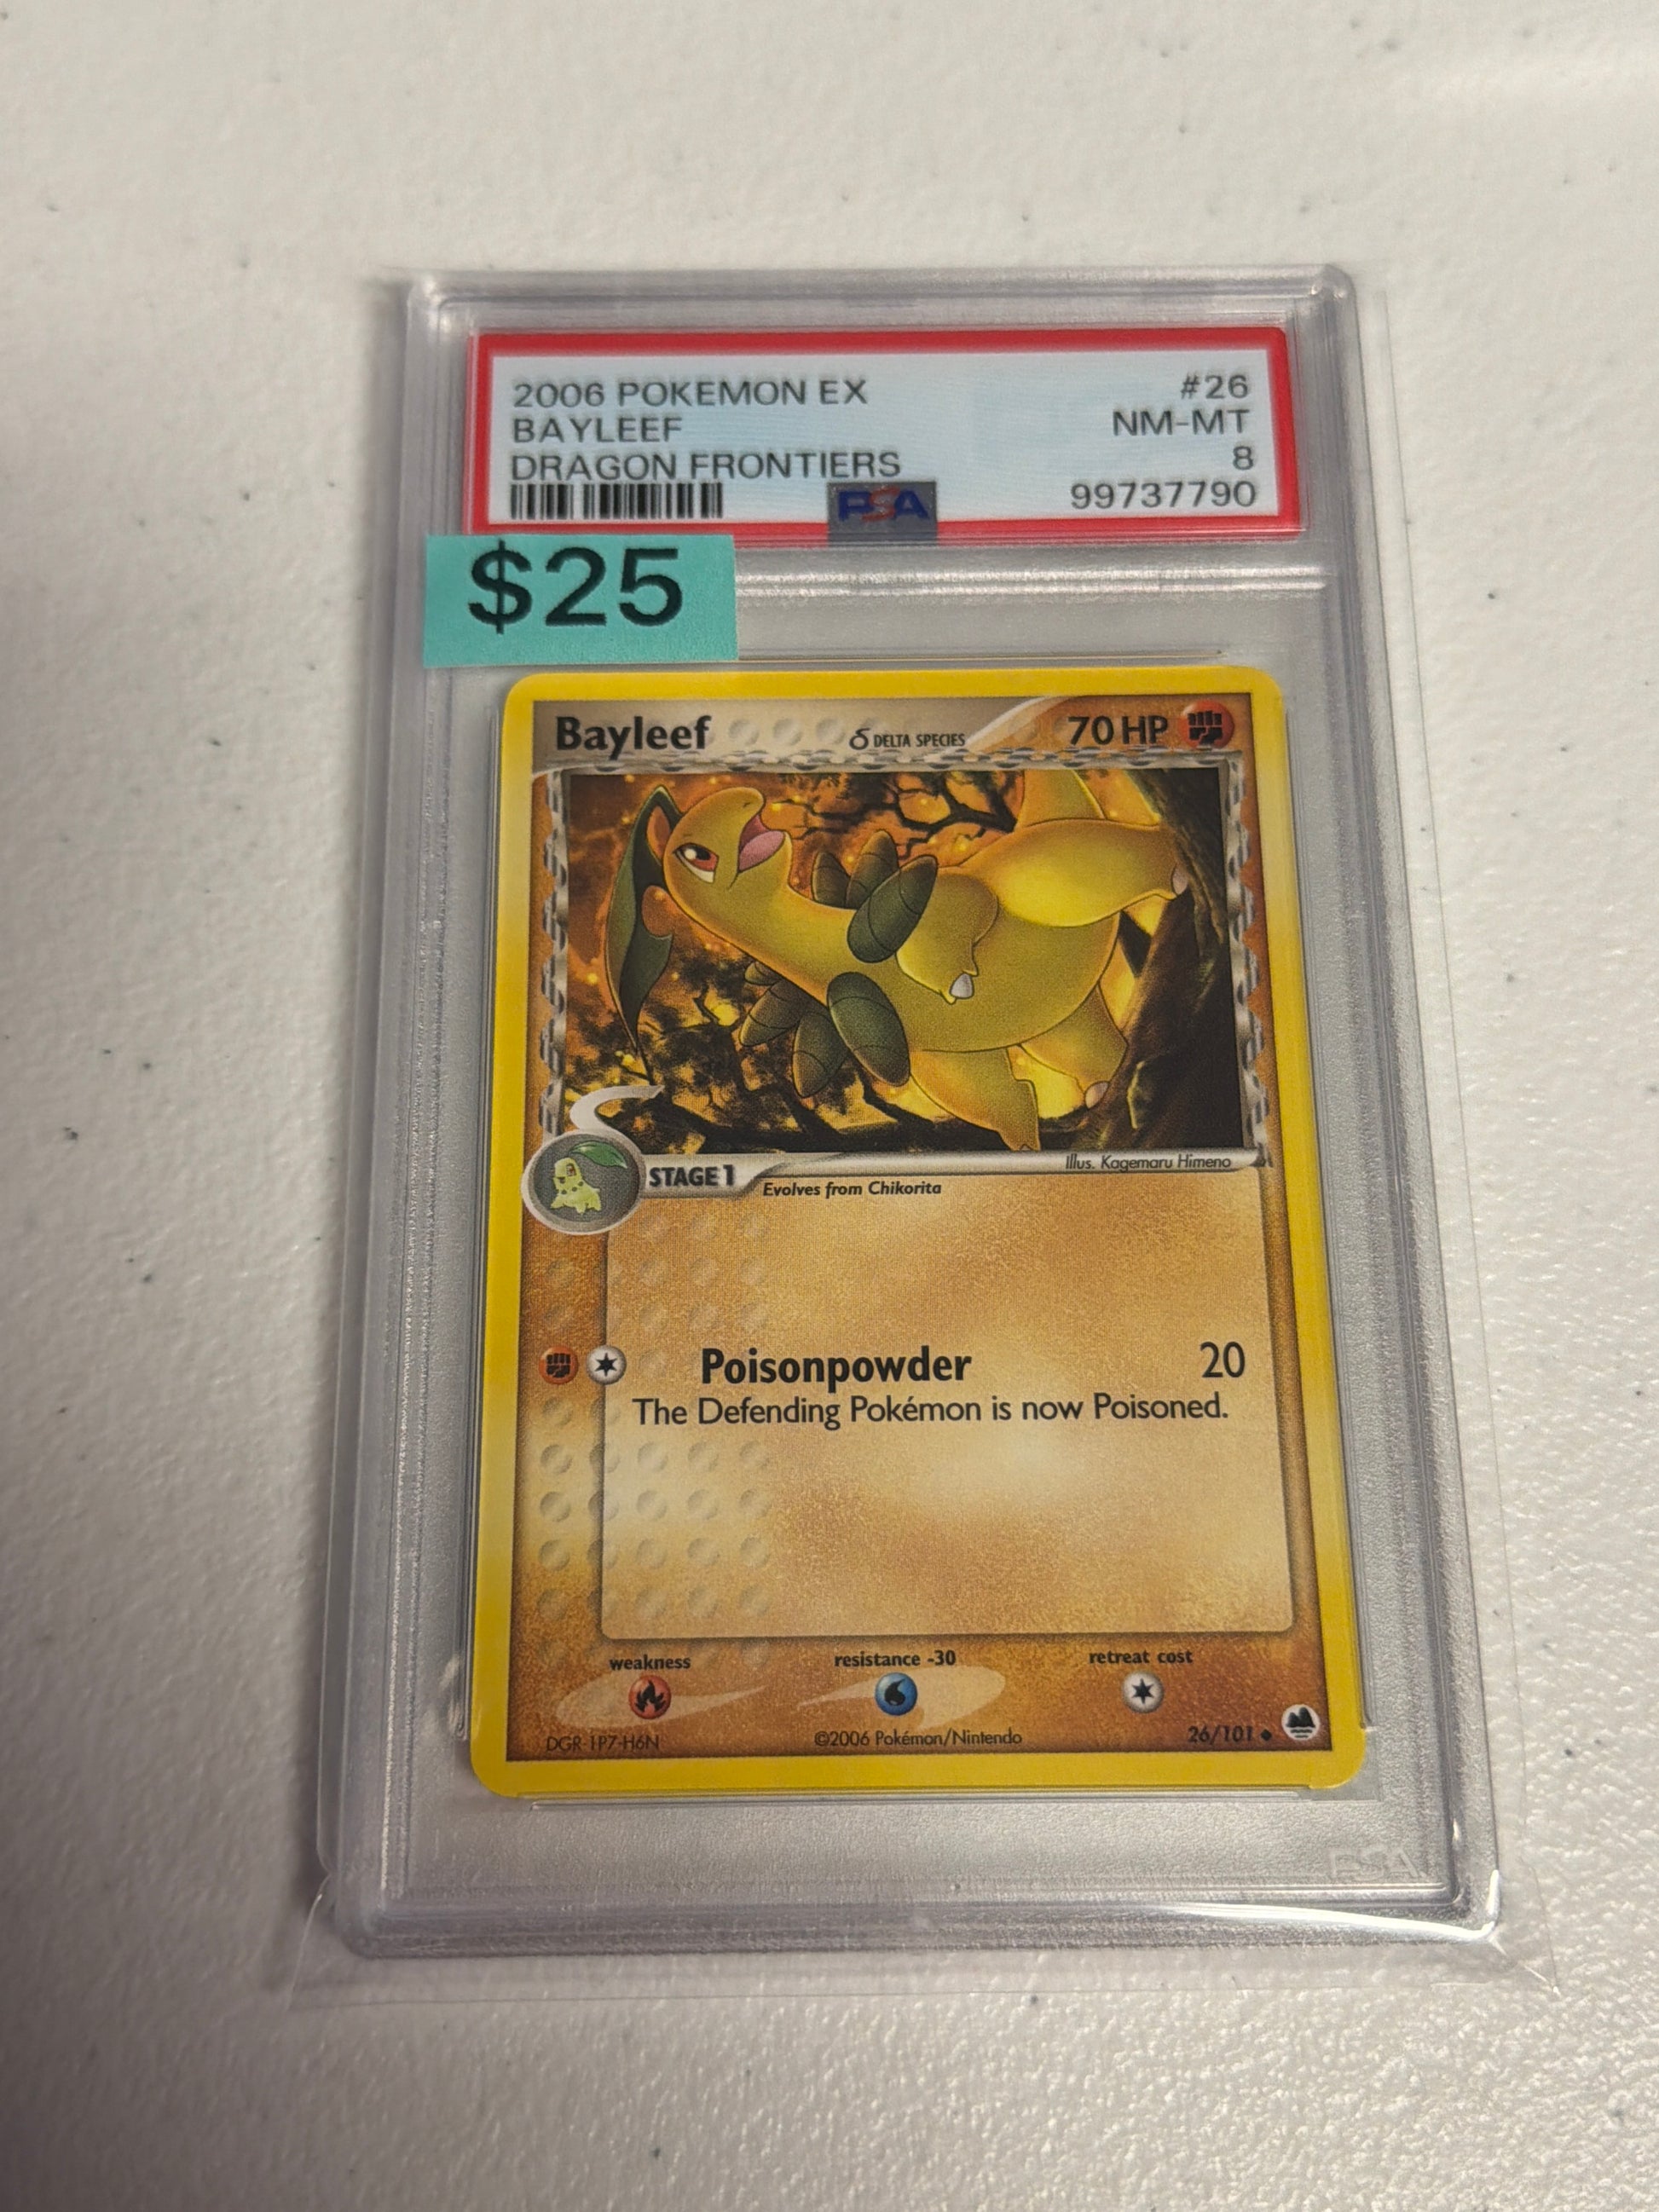 2006 POKEMON EX #26
BAYLEEF NM-MT
DRAGON FRONTIERS 8
PSA 99737790
$25
Bayleef δ DELTA SPECIES 70 HP
STAGE 1
Illus. Kagemaru Himeno
Evolves from Chikorita
Poisonpowder 20
The Defending Pokémon is now Poisoned.
weakness resistance -30 retreat cost
DGR-1P7-H6N ©2006 Pokémon/Nintendo 26/101
PSA